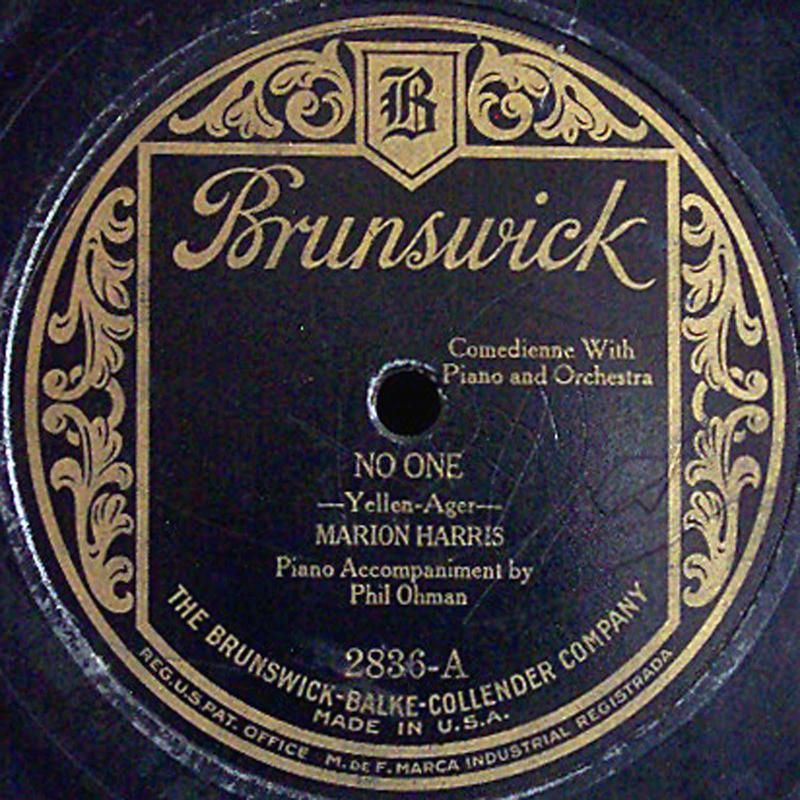 B
Brunswick
Comedienne With
Piano and Orchestra
NO ONE
—Yellen-Ager—
MARION HARRIS
Piano Accompaniment by
Phil Ohman
2836-A
THE BRUNSWICK-BALKE-COLLENDER COMPANY
MADE IN U.S.A.
REG.U.S.PAT. OFFICE M. DE F. MARCA INDUSTRIAL REGISTRADA